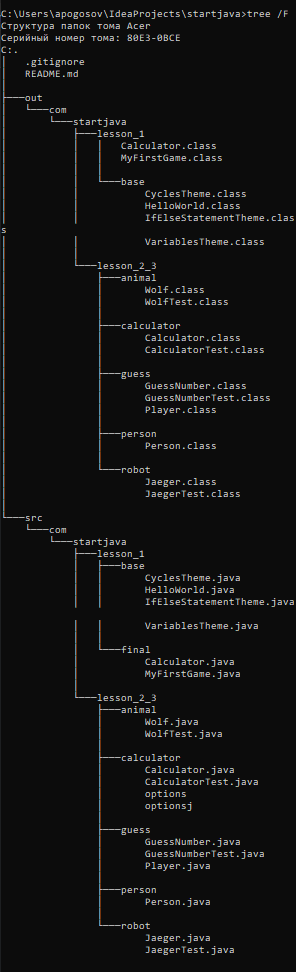 C:\Users\apogosov\IdeaProjects\startjava>tree /F
Структура папок тома Acer
Серийный номер тома: 80E3-0BCE
C:.
│   .gitignore
│   README.md
│
├───out
│   └───com
│       └───startjava
│           ├───lesson_1
│           │   │   Calculator.class
│           │   │   MyFirstGame.class
│           │   │
│           │   └───base
│           │           CyclesTheme.class
│           │           HelloWorld.class
│           │           IfElseStatementTheme.clas
s
│           │           VariablesTheme.class
│           │
│           └───lesson_2_3
│               ├───animal
│               │       Wolf.class
│               │       WolfTest.class
│               │
│               ├───calculator
│               │       Calculator.class
│               │       CalculatorTest.class
│               │
│               ├───guess
│               │       GuessNumber.class
│               │       GuessNumberTest.class
│               │       Player.class
│               │
│               ├───person
│               │       Person.class
│               │
│               └───robot
│                       Jaeger.class
│                       JaegerTest.class
│
└───src
    └───com
        └───startjava
            ├───lesson_1
            │   ├───base
            │   │       CyclesTheme.java
            │   │       HelloWorld.java
            │   │       IfElseStatementTheme.java

            │   │       VariablesTheme.java
            │   │
            │   └───final
            │           Calculator.java
            │           MyFirstGame.java
            │
            └───lesson_2_3
                ├───animal
                │       Wolf.java
                │       WolfTest.java
                │
                ├───calculator
                │       Calculator.java
                │       CalculatorTest.java
                │       options
                │       optionsj
                │
                ├───guess
                │       GuessNumber.java
                │       GuessNumberTest.java
                │       Player.java
                │
                ├───person
                │       Person.java
                │
                └───robot
                        Jaeger.java
                        JaegerTest.java